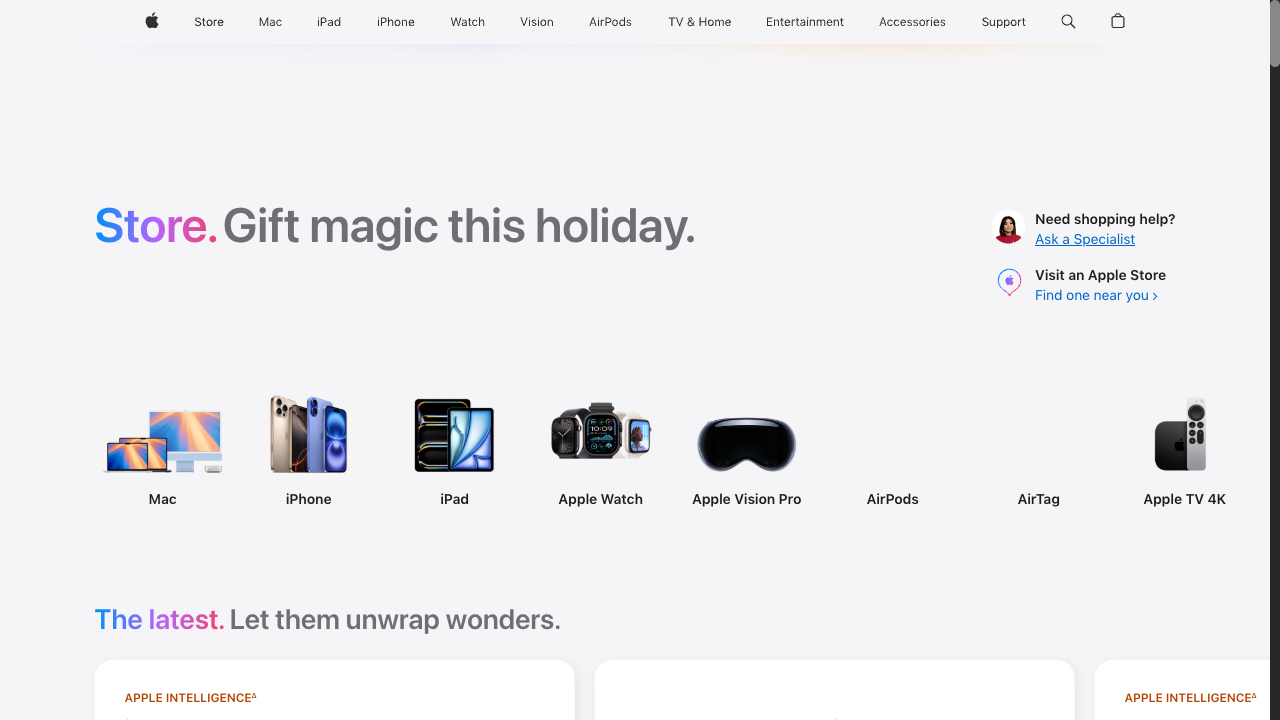 Store Mac iPad iPhone Watch Vision AirPods TV & Home Entertainment Accessories Support
Store. Gift magic this holiday.
Need shopping help?
Ask a Specialist
Visit an Apple Store
Find one near you >
Mac iPhone iPad Apple Watch Apple Vision Pro AirPods AirTag Apple TV 4K
The latest. Let them unwrap wonders.
APPLE INTELLIGENCE∆
APPLE INTELLIGENCE∆